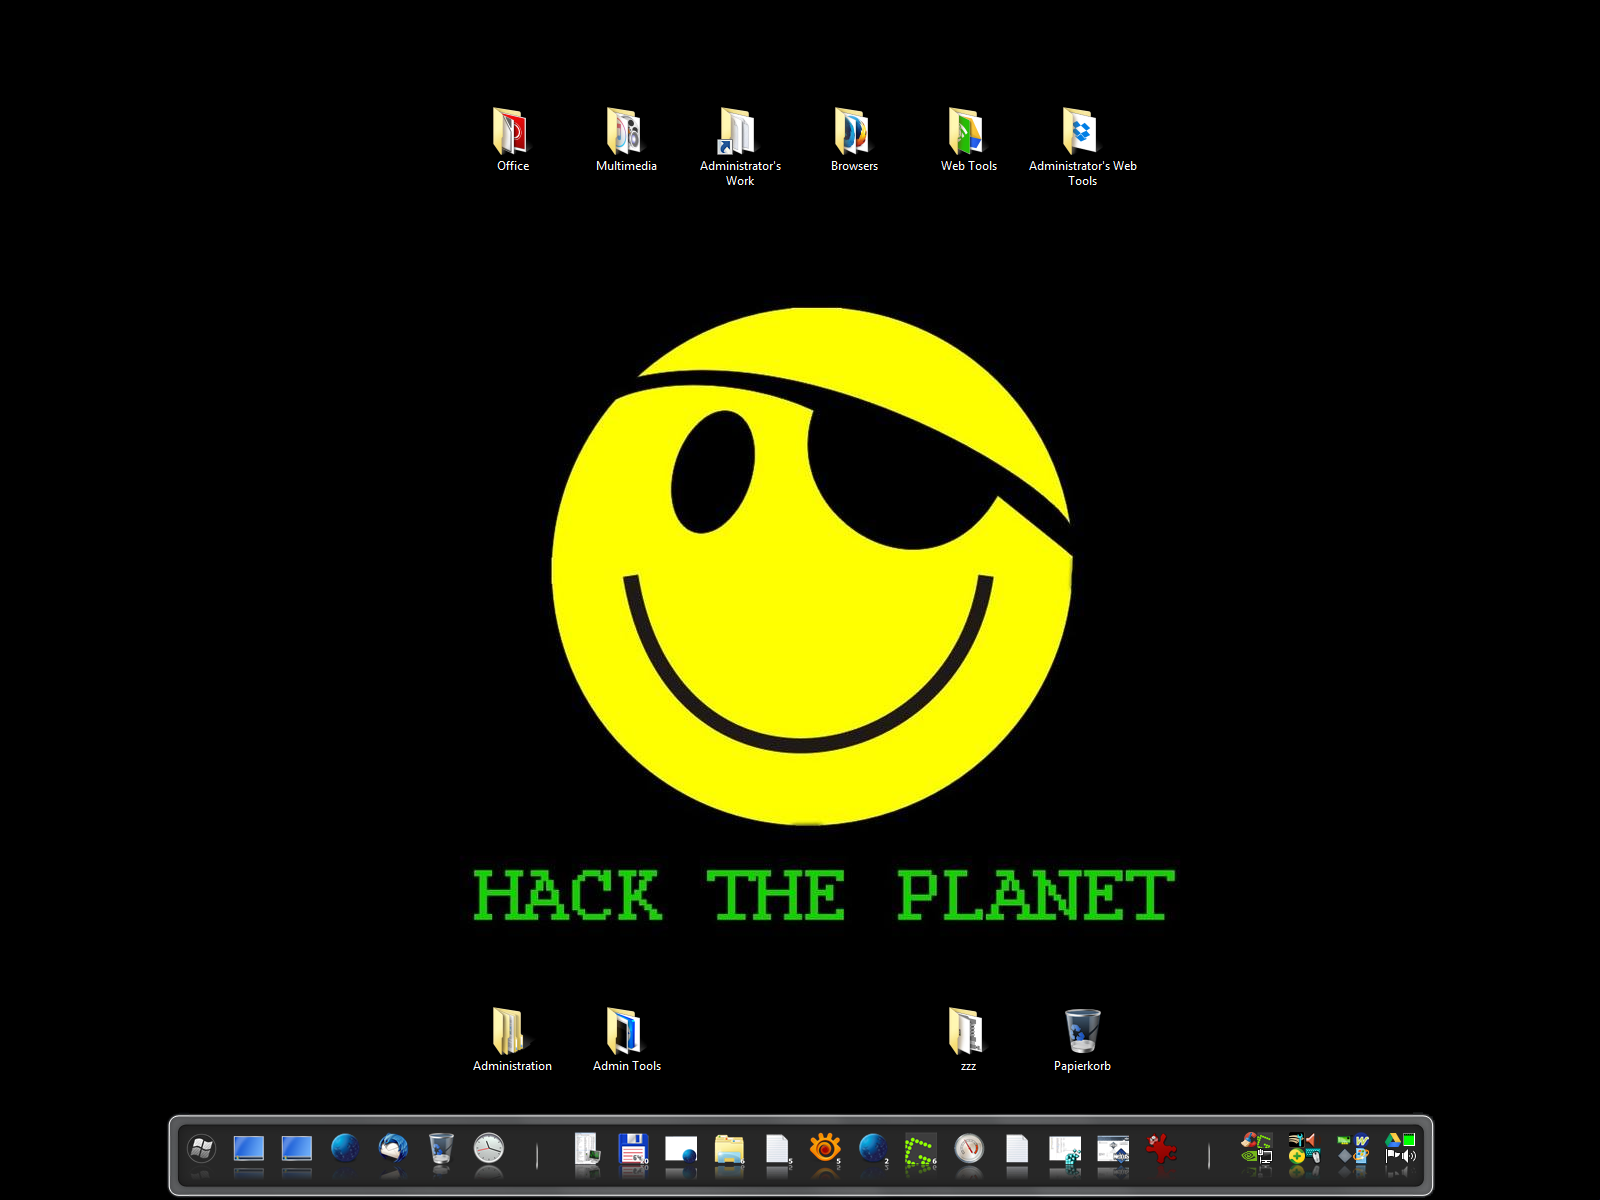 Office
Multimedia
Administrator's
Work
Browsers
Web Tools
Administrator's Web
Tools
HACK THE PLANET
Administration
Admin Tools
zzz
Papierkorb